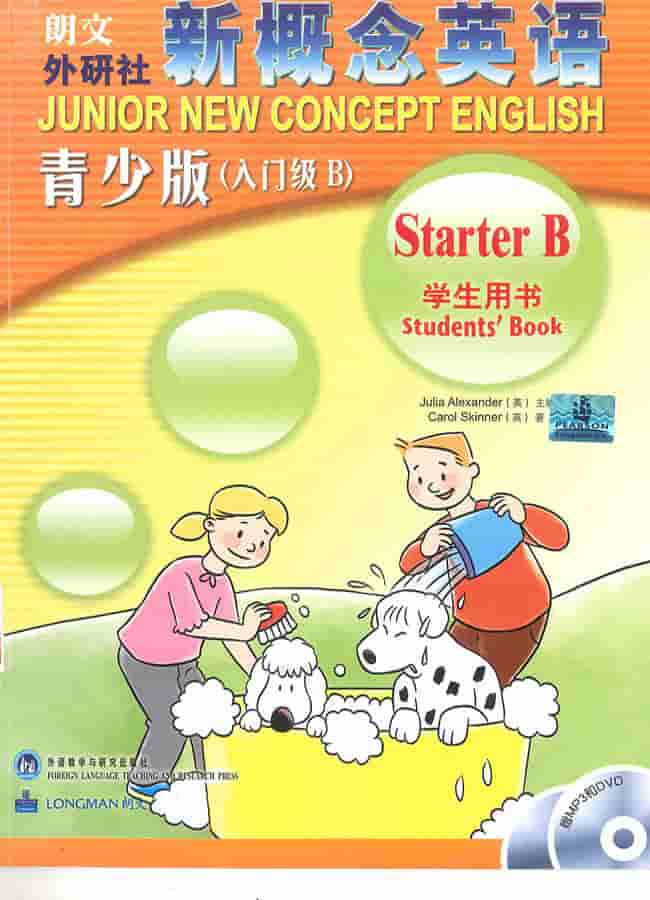 朗文
外研社
新概念英语
JUNIOR NEW CONCEPT ENGLISH
青少版(入门级 B)
Starter B
学生用书
Students' Book
Julia Alexander (英) 主编
Carol Skinner (英) 著
PEARSON
外语教学与研究出版社
FOREIGN LANGUAGE TEACHING AND RESEARCH PRESS
LONGMAN 朗文
赠MP3和DVD